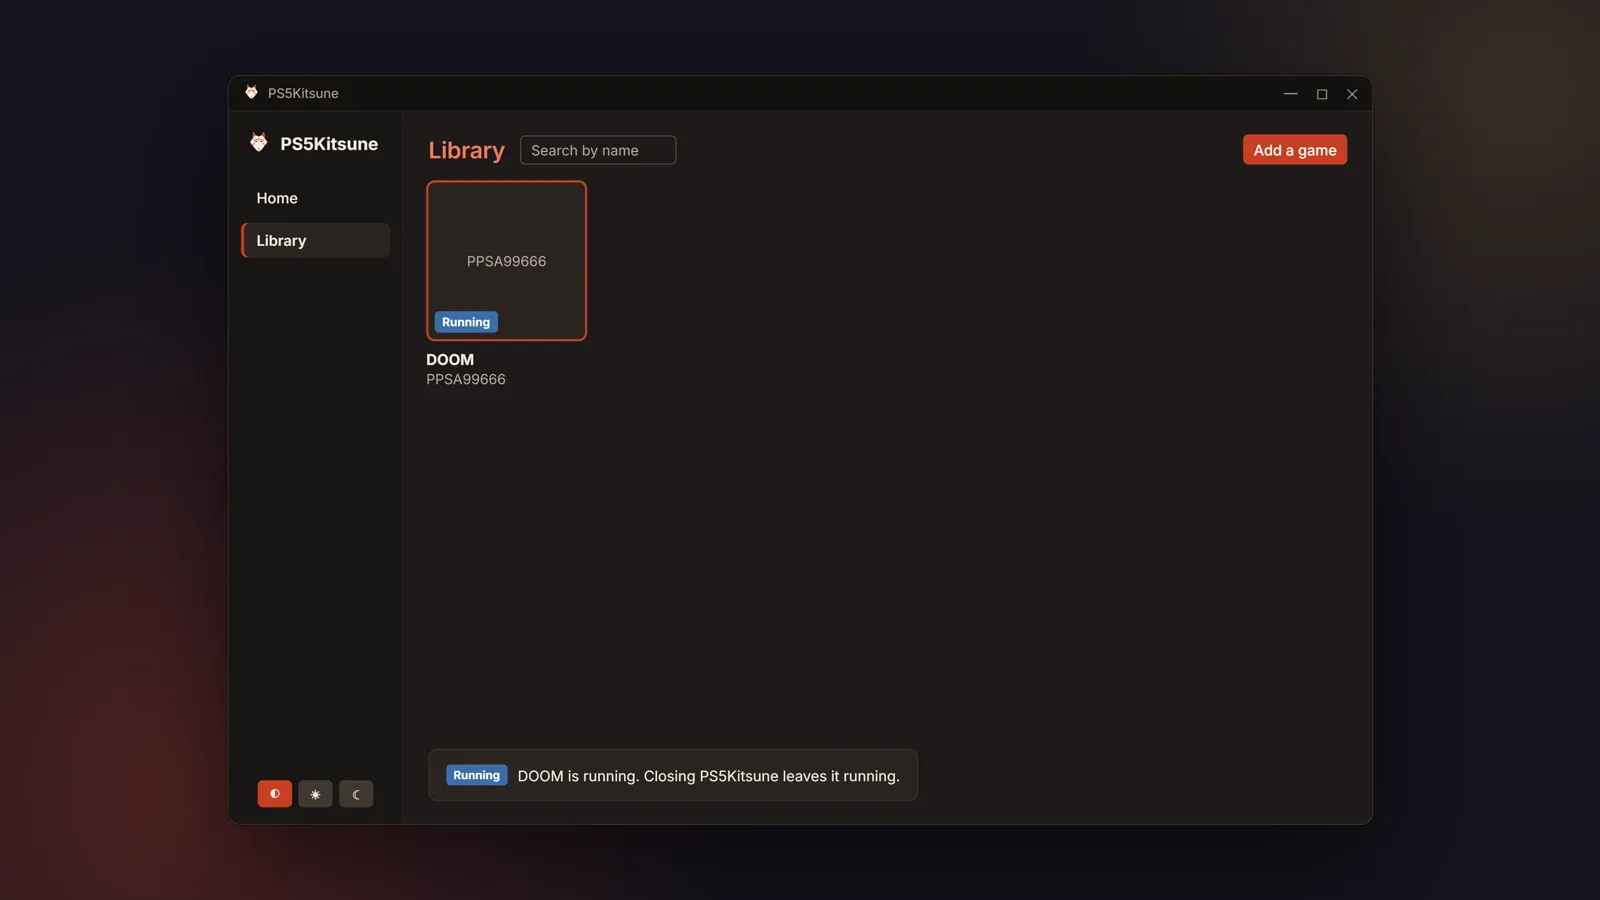 PS5Kitsune
PS5Kitsune
Home
Library
Library
Search by name
Add a game
PPSA99666
Running
DOOM
PPSA99666
Running
DOOM is running. Closing PS5Kitsune leaves it running.